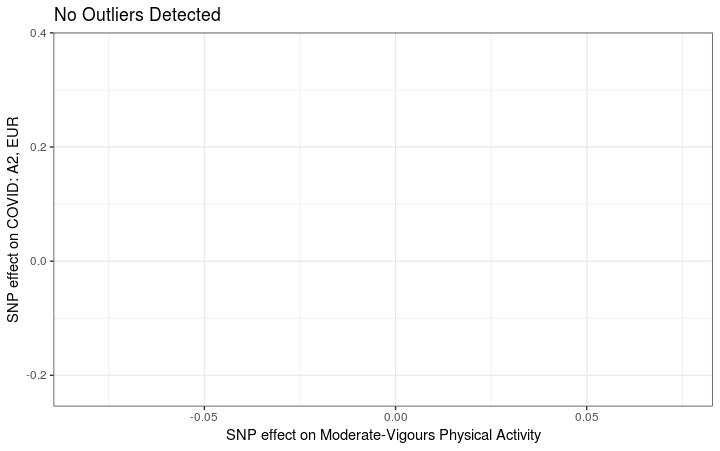 No Outliers Detected
0.4
0.2
0.0
-0.2
SNP effect on COVID: A2, EUR
-0.05
0.00
0.05
SNP effect on Moderate-Vigours Physical Activity